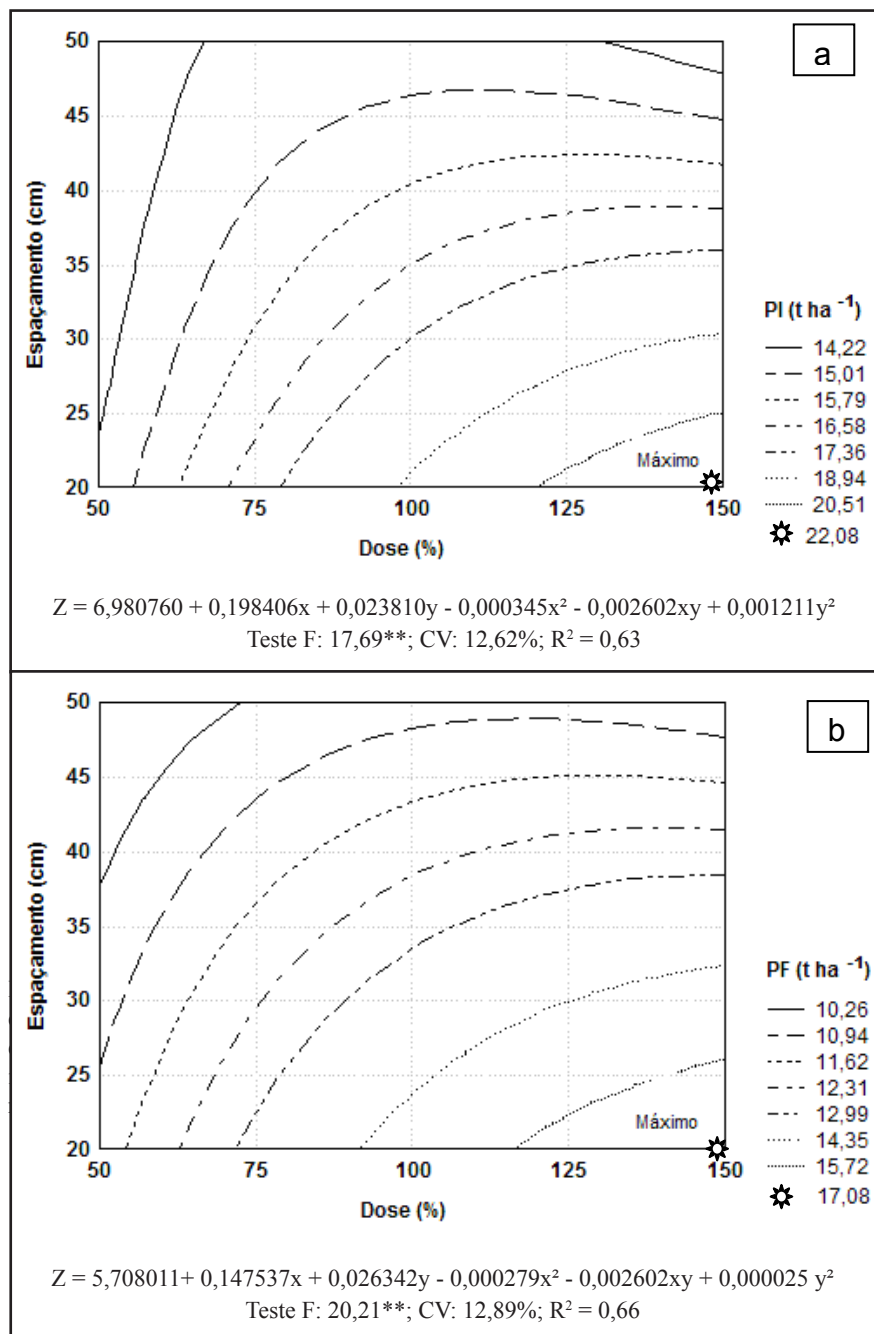 a
50
45
40
35
30
25
20
Espaçamento (cm)
Máximo
50 75 100 125 150
Dose (%)
PI (t ha -1)
14,22
15,01
15,79
16,58
17,36
18,94
20,51
22,08
Z = 6,980760 + 0,198406x + 0,023810y - 0,000345x² - 0,002602xy + 0,001211y²
Teste F: 17,69**; CV: 12,62%; R² = 0,63
b
50
45
40
35
30
25
20
Espaçamento (cm)
Máximo
50 75 100 125 150
Dose (%)
PF (t ha -1)
10,26
10,94
11,62
12,31
12,99
14,35
15,72
17,08
Z = 5,708011+ 0,147537x + 0,026342y - 0,000279x² - 0,002602xy + 0,000025 y²
Teste F: 20,21**; CV: 12,89%; R² = 0,66